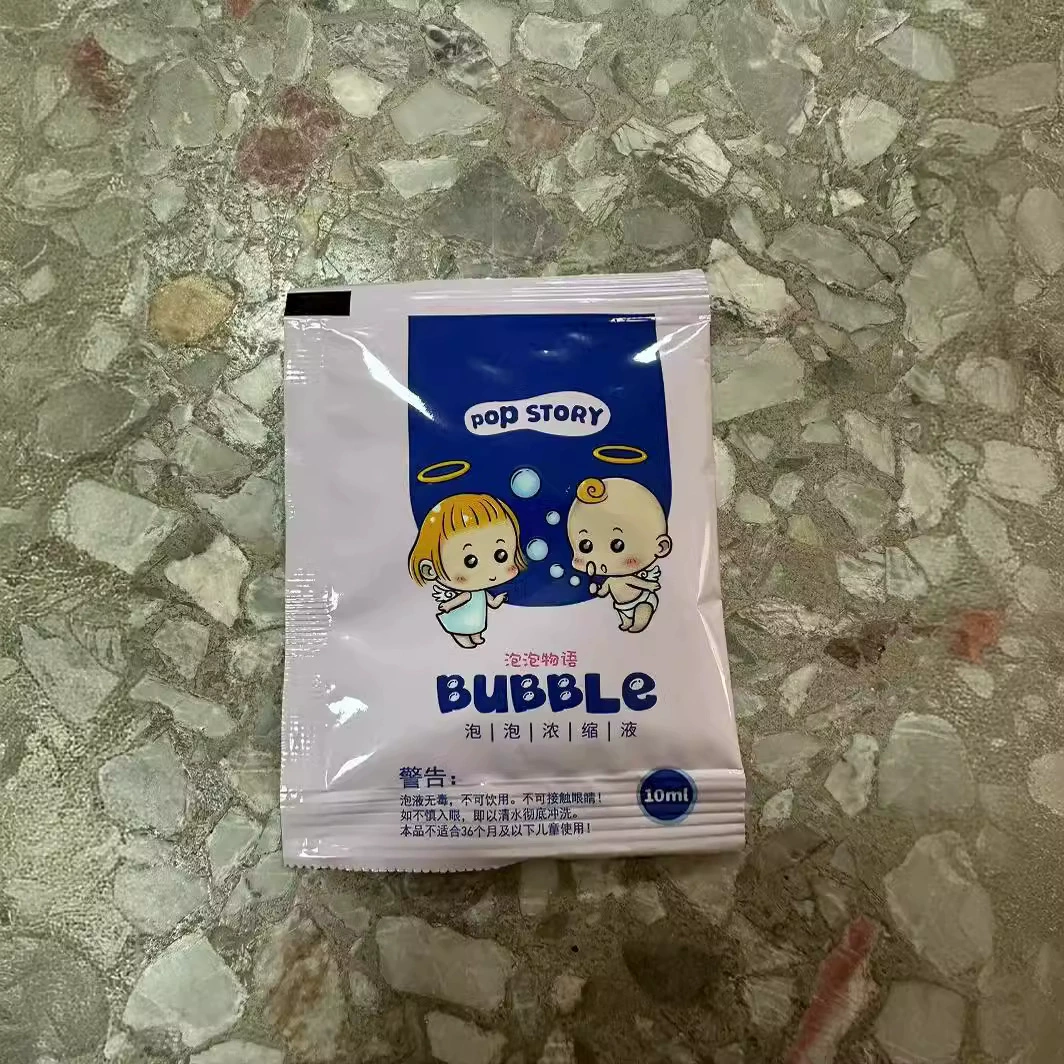 pop STORY
泡泡物语
BUBBLe
泡|泡|浓|缩|液
警告：
泡液无毒，不可饮用。不可接触眼睛！
如不慎入眼，即以清水彻底冲洗。
本品不适合36个月及以下儿童使用！
10ml